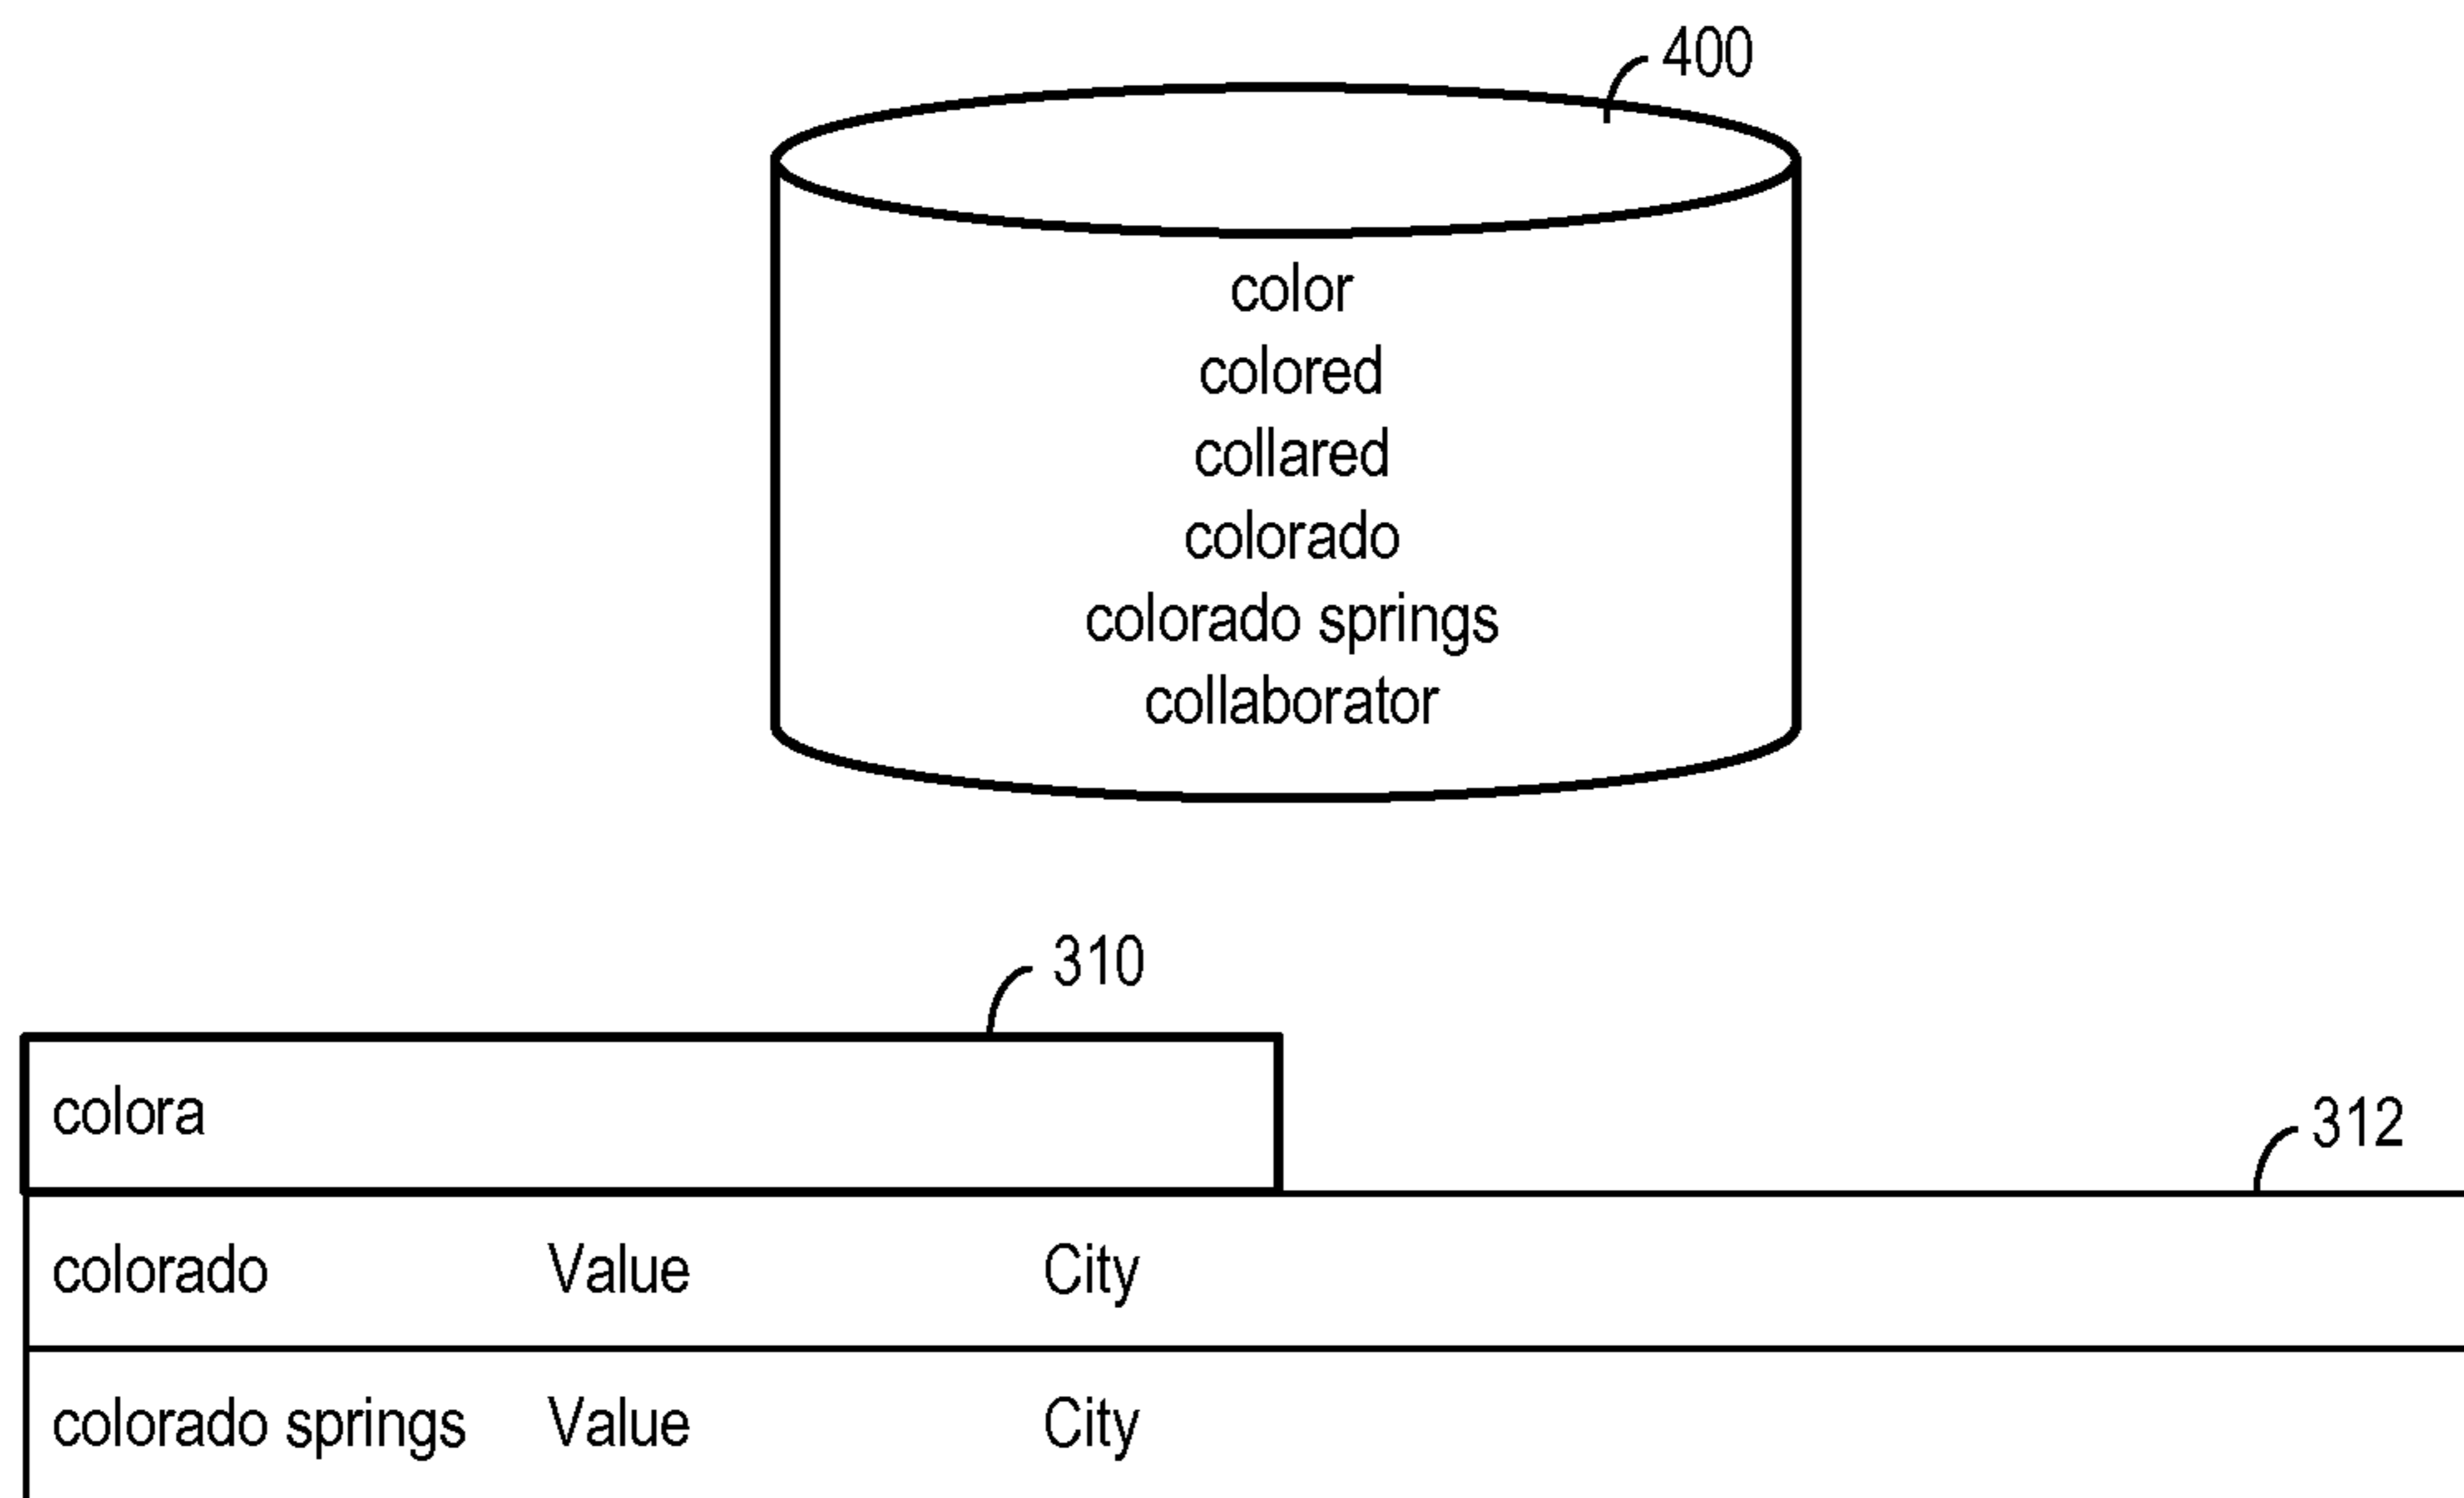 400
color
colored
collared
colorado
colorado springs
collaborator
310
colora
312
colorado Value City
colorado springs Value City